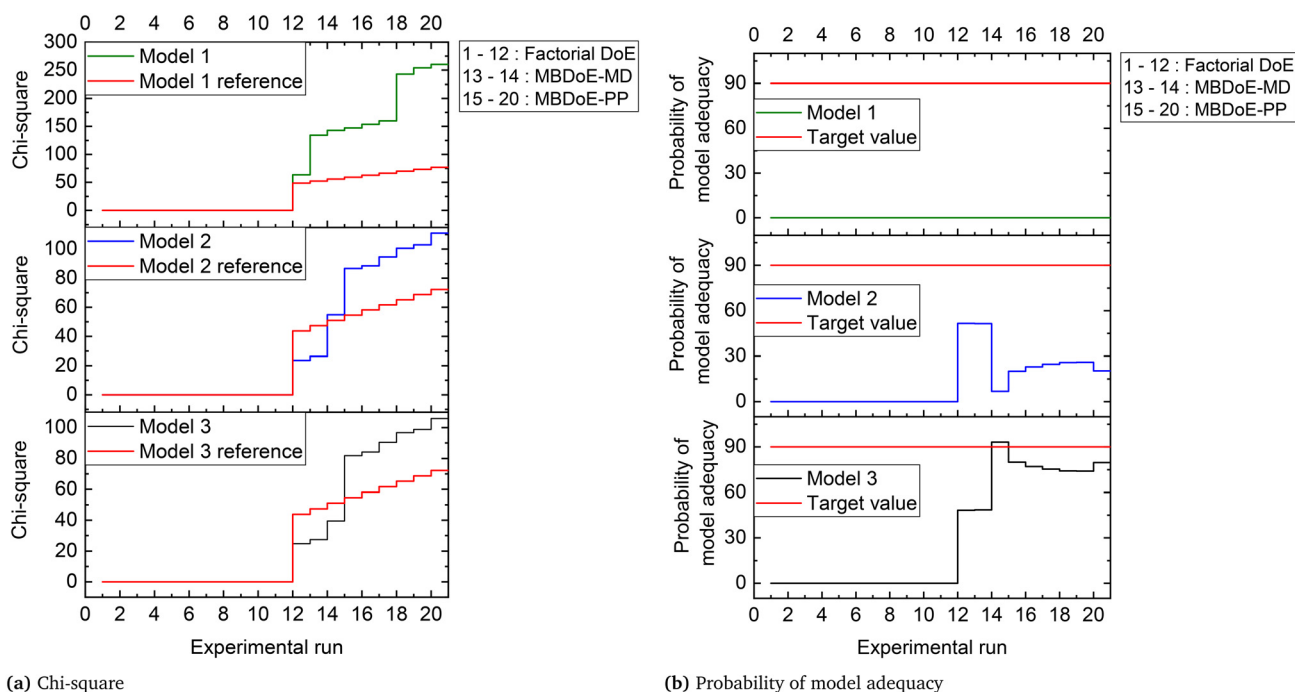 0 2 4 6 8 10 12 14 16 18 20
300
250
200
150
100
50
0
Chi-square
Model 1
Model 1 reference
1 - 12 : Factorial DoE
13 - 14 : MBDoE-MD
15 - 20 : MBDoE-PP
100
80
60
40
20
0
Chi-square
Model 2
Model 2 reference
100
80
60
40
20
0
Chi-square
Model 3
Model 3 reference
0 2 4 6 8 10 12 14 16 18 20
Experimental run
(a) Chi-square
0 2 4 6 8 10 12 14 16 18 20
90
60
30
0
Probability of
model adequacy
Model 1
Target value
1 - 12 : Factorial DoE
13 - 14 : MBDoE-MD
15 - 20 : MBDoE-PP
90
60
30
0
Probability of
model adequacy
Model 2
Target value
90
60
30
0
Probability of
model adequacy
Model 3
Target value
0 2 4 6 8 10 12 14 16 18 20
Experimental run
(b) Probability of model adequacy